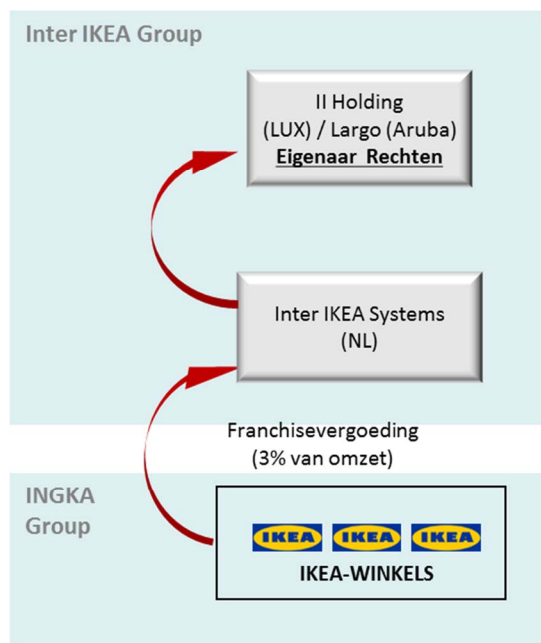 Inter IKEA Group
II Holding
(LUX) / Largo (Aruba)
Eigenaar Rechten
Inter IKEA Systems
(NL)
Franchisevergoeding
(3% van omzet)
INGKA
Group
IKEA IKEA IKEA
IKEA-WINKELS